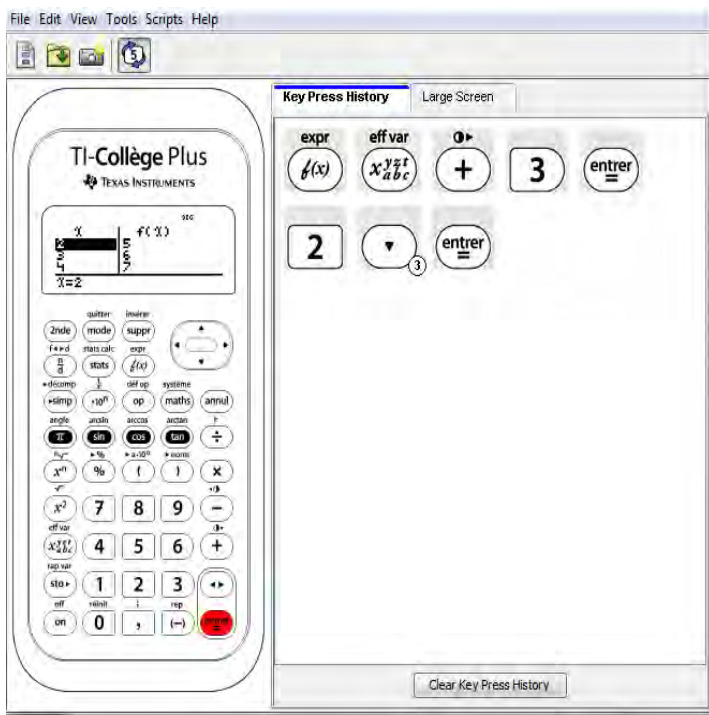 File Edit View Tools Scripts Help
5
Key Press History Large Screen
TI-Collège Plus
TEXAS INSTRUMENTS
X f(X)
2 5
3 6
4 7
X=2
quitter insérer
2nde mode suppr
f◄►d stats calc expr
n/d stats f(x)
►décomp déf op système
►simp ·10ⁿ op maths annul
angle arcsin arccos arctan
π sin cos tan ÷
►% ►a·10ⁿ ►norm
xⁿ % ( ) ×
√
x² 7 8 9 −
eff var
x y z t a b c 4 5 6 +
rap var
sto► 1 2 3 ◄►
off réinit rep
on 0 , (−)
expr eff var
f(x) x y z t a b c + 3 entrer =
2 ▼ 3 entrer =
Clear Key Press History